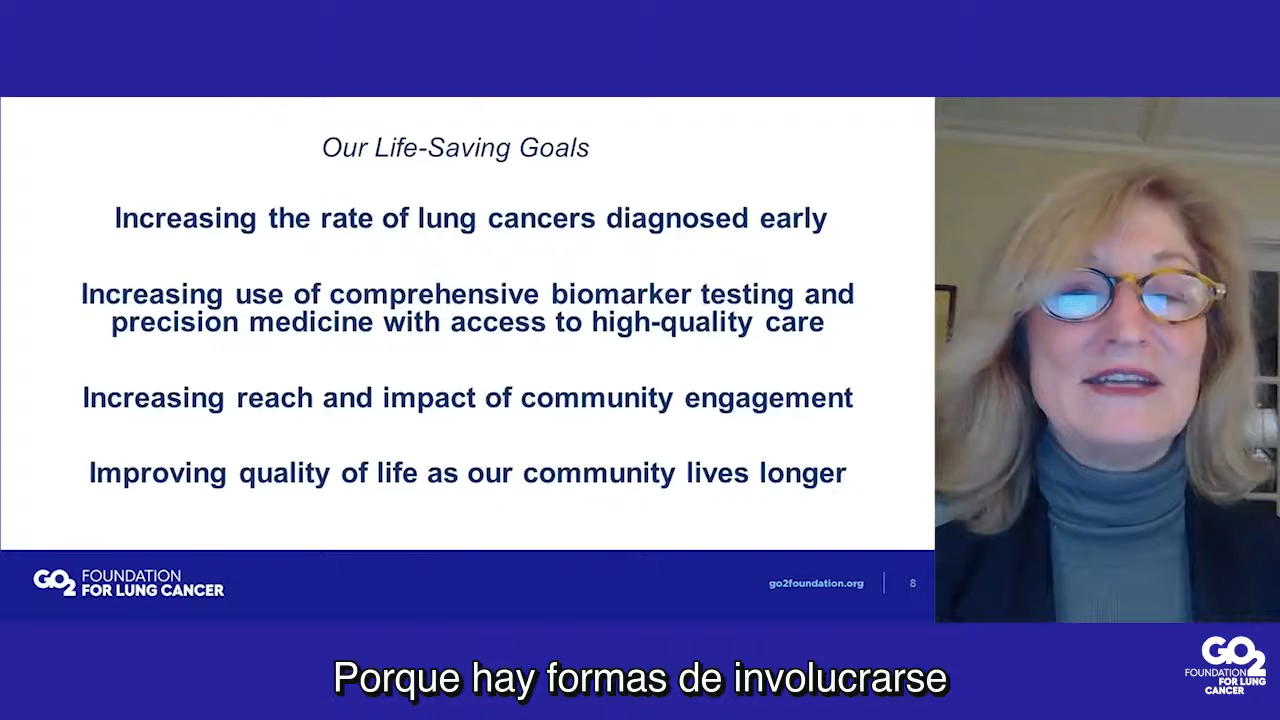 Our Life-Saving Goals
Increasing the rate of lung cancers diagnosed early
Increasing use of comprehensive biomarker testing and
precision medicine with access to high-quality care
Increasing reach and impact of community engagement
Improving quality of life as our community lives longer
GO2 FOUNDATION
FOR LUNG CANCER
go2foundation.org 8
GO2
FOUNDATION
FOR LUNG
CANCER
Porque hay formas de involucrarse